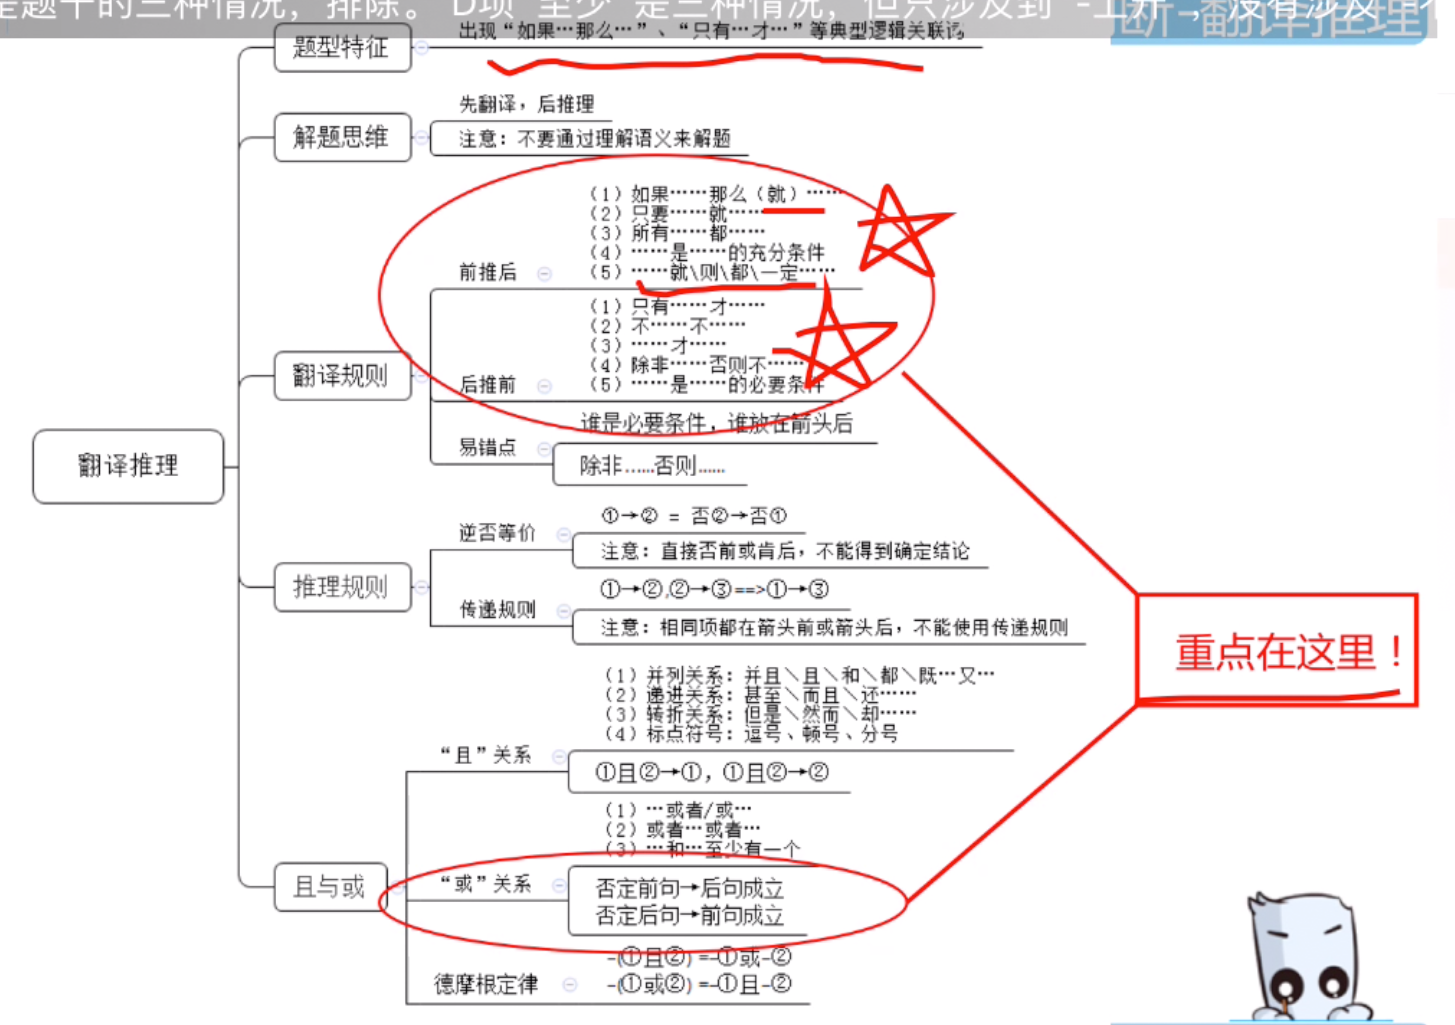 是题干的三种情况，排除。 D项“至少”是三种情况，但只涉及到“-上升”，没有涉及“-不
断-翻译推理
题型特征
出现“如果…那么…”、“只有…才…”等典型逻辑关联词
解题思维
先翻译，后推理
注意：不要通过理解语义来解题
翻译规则
前推后
（1）如果……那么（就）……
（2）只要……就……
（3）所有……都……
（4）……是……的充分条件
（5）……就\则\都\一定……
后推前
（1）只有……才……
（2）不……不……
（3）……才……
（4）除非……否则不……
（5）……是……的必要条件
易错点
谁是必要条件，谁放在箭头后
除非……否则……
翻译推理
推理规则
逆否等价
①→② = 否②→否①
注意：直接否前或肯后，不能得到确定结论
传递规则
①→②,②→③==>①→③
注意：相同项都在箭头前或箭头后，不能使用传递规则
重点在这里！
且与或
“且”关系
（1）并列关系：并且\且\和\都\既…又…
（2）递进关系：甚至\而且\还……
（3）转折关系：但是\然而\却……
（4）标点符号：逗号、顿号、分号
①且②→①，①且②→②
“或”关系
（1）…或者/或…
（2）或者…或者…
（3）…和…至少有一个
否定前句→后句成立
否定后句→前句成立
德摩根定律
-(①且②) =-①或-②
-(①或②) =-①且-②